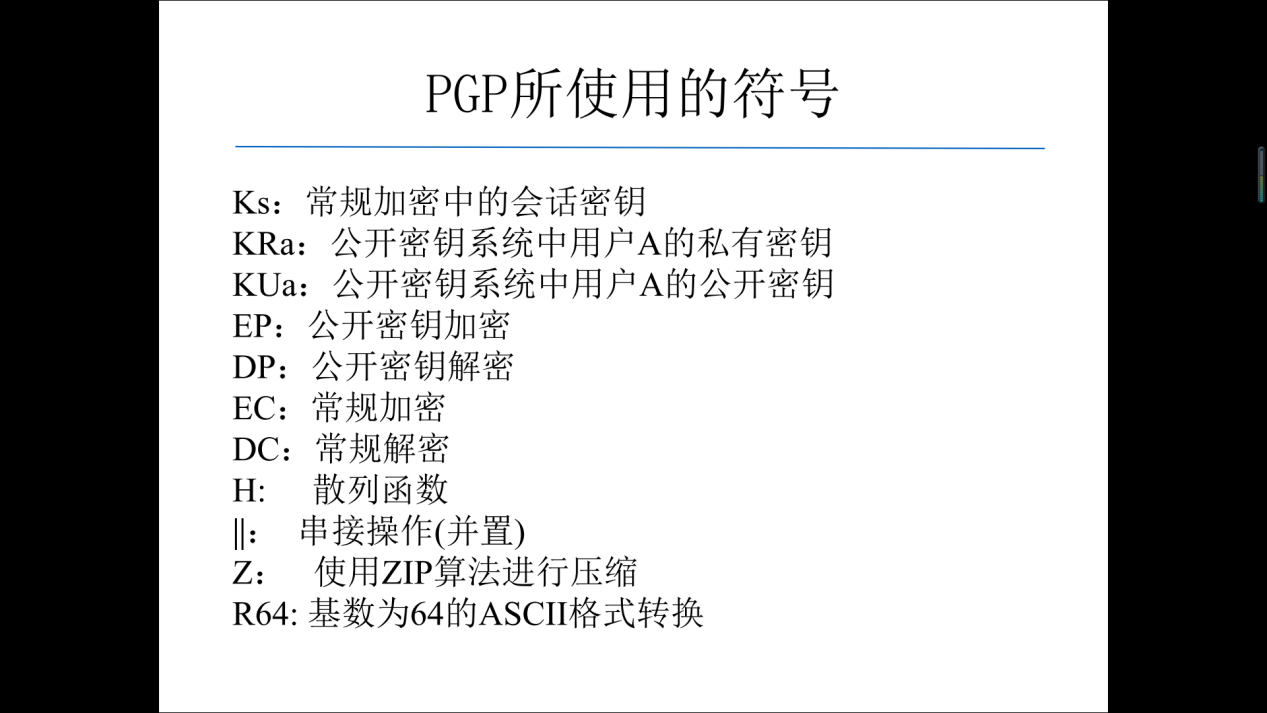 PGP所使用的符号
Ks：常规加密中的会话密钥
KRa：公开密钥系统中用户A的私有密钥
KUa：公开密钥系统中用户A的公开密钥
EP：公开密钥加密
DP：公开密钥解密
EC：常规加密
DC：常规解密
H: 散列函数
||： 串接操作(并置)
Z： 使用ZIP算法进行压缩
R64: 基数为64的ASCII格式转换